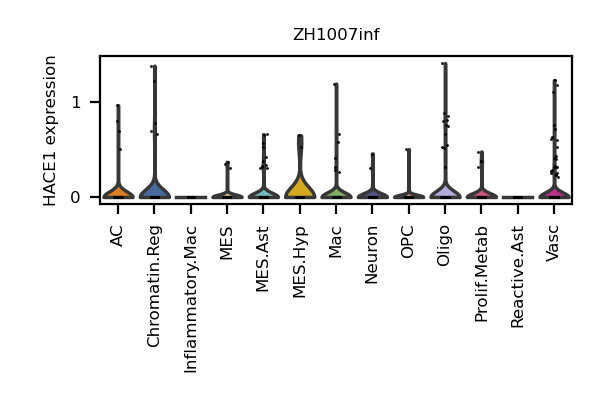 ZH1007inf
HACE1 expression
1
0
AC
Chromatin.Reg
Inflammatory.Mac
MES
MES.Ast
MES.Hyp
Mac
Neuron
OPC
Oligo
Prolif.Metab
Reactive.Ast
Vasc